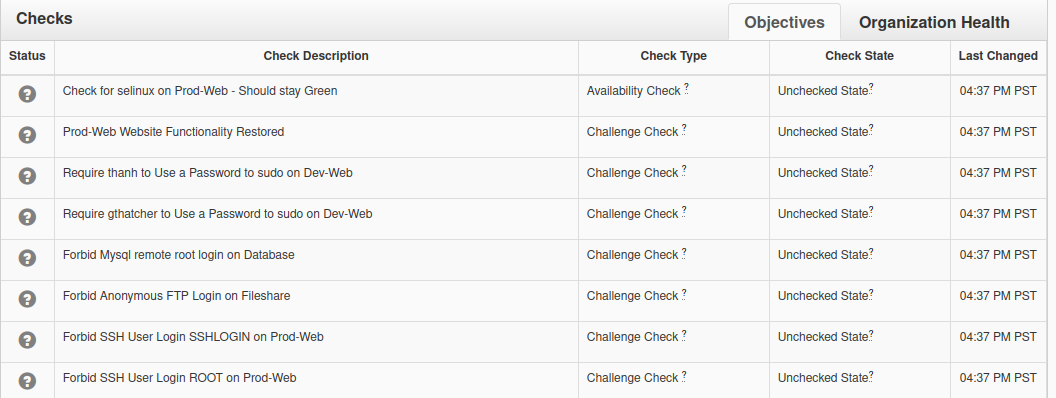 Checks Objectives Organization Health
Status Check Description Check Type Check State Last Changed
? Check for selinux on Prod-Web - Should stay Green Availability Check ? Unchecked State? 04:37 PM PST
? Prod-Web Website Functionality Restored Challenge Check ? Unchecked State? 04:37 PM PST
? Require thanh to Use a Password to sudo on Dev-Web Challenge Check ? Unchecked State? 04:37 PM PST
? Require gthatcher to Use a Password to sudo on Dev-Web Challenge Check ? Unchecked State? 04:37 PM PST
? Forbid Mysql remote root login on Database Challenge Check ? Unchecked State? 04:37 PM PST
? Forbid Anonymous FTP Login on Fileshare Challenge Check ? Unchecked State? 04:37 PM PST
? Forbid SSH User Login SSHLOGIN on Prod-Web Challenge Check ? Unchecked State? 04:37 PM PST
? Forbid SSH User Login ROOT on Prod-Web Challenge Check ? Unchecked State? 04:37 PM PST